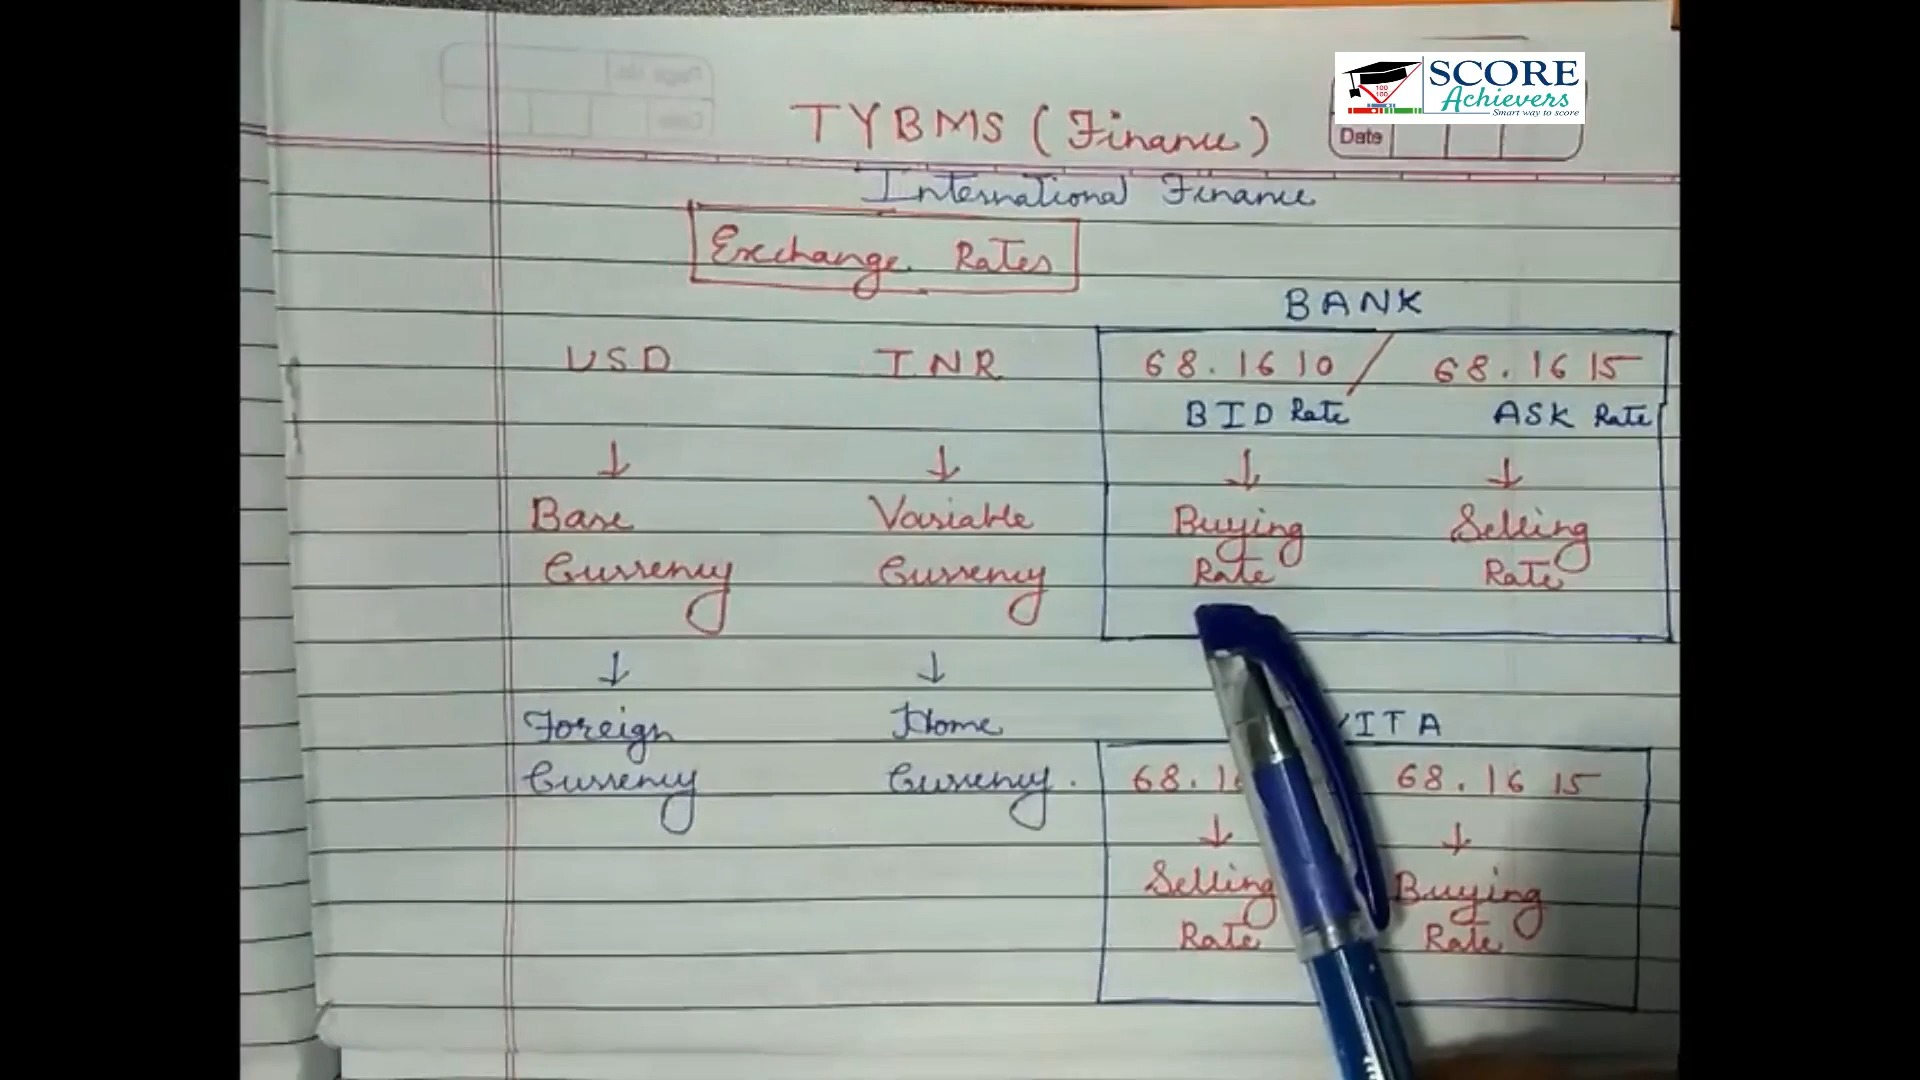 SCORE
Achievers
Smart way to score
Date
TYBMS (Finance)
International Finance
Exchange Rates
BANK
USD INR 68.1610 / 68.1615
BID Rate ASK Rate
↓ ↓ ↓ ↓
Base Variable Buying Selling
Currency Currency Rate Rate
↓ ↓
Foreign Home ITA
Currency Currency. 68.16 68.1615
↓ ↓
Selling Buying
Rate Rate